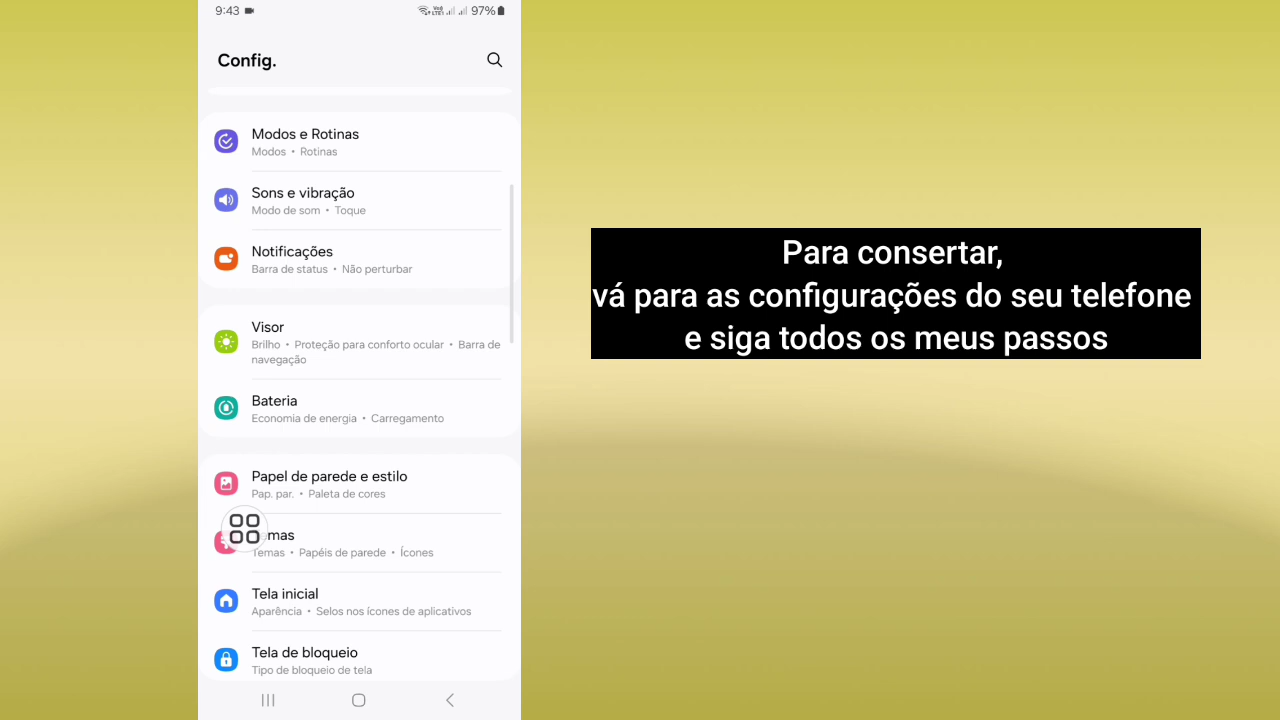 9:43
97%
Config.
Modos e Rotinas
Modos • Rotinas
Sons e vibração
Modo de som • Toque
Notificações
Barra de status • Não perturbar
Visor
Brilho • Proteção para conforto ocular • Barra de
navegação
Bateria
Economia de energia • Carregamento
Papel de parede e estilo
Pap. par. • Paleta de cores
emas
Temas • Papéis de parede • Ícones
Tela inicial
Aparência • Selos nos ícones de aplicativos
Tela de bloqueio
Tipo de bloqueio de tela
Para consertar,
vá para as configurações do seu telefone
e siga todos os meus passos